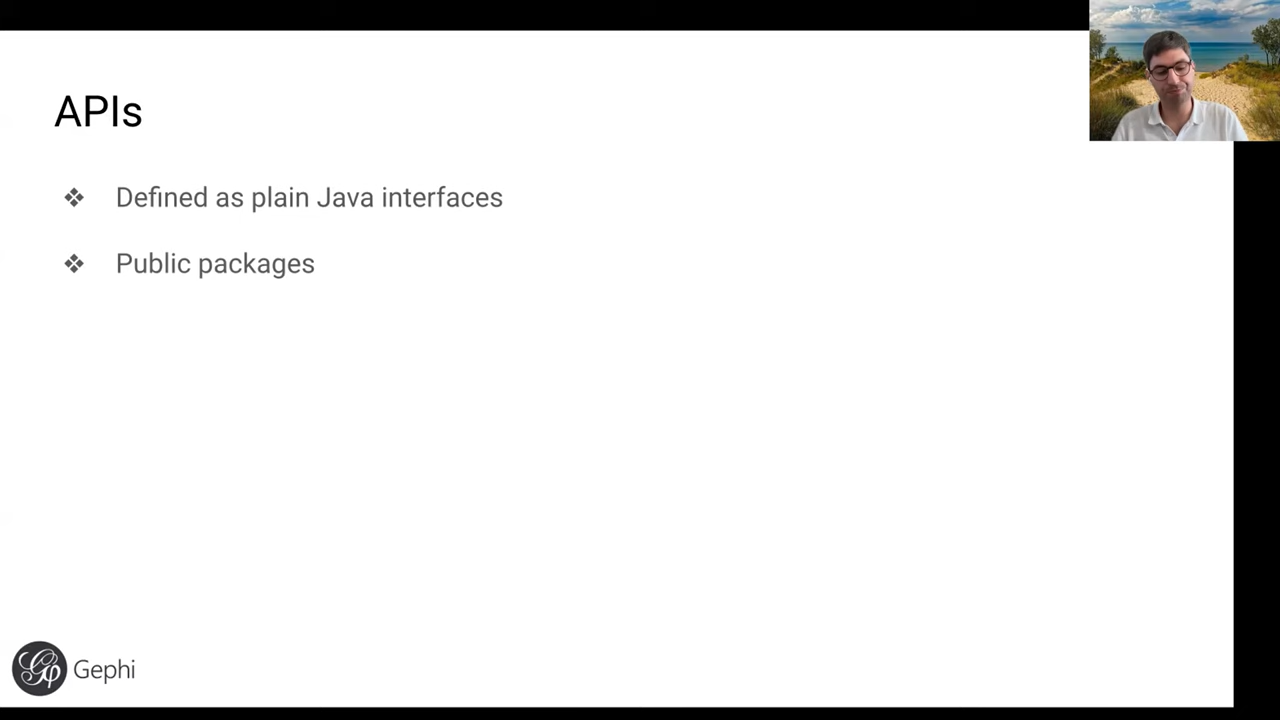 APIs
❖ Defined as plain Java interfaces
❖ Public packages
Gephi